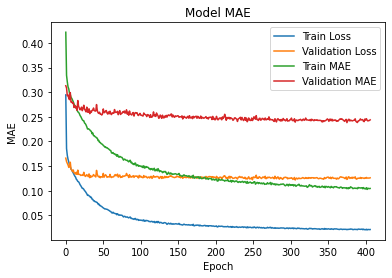 Model MAE
Train Loss
Validation Loss
Train MAE
Validation MAE
MAE
0.40
0.35
0.30
0.25
0.20
0.15
0.10
0.05
0 50 100 150 200 250 300 350 400
Epoch